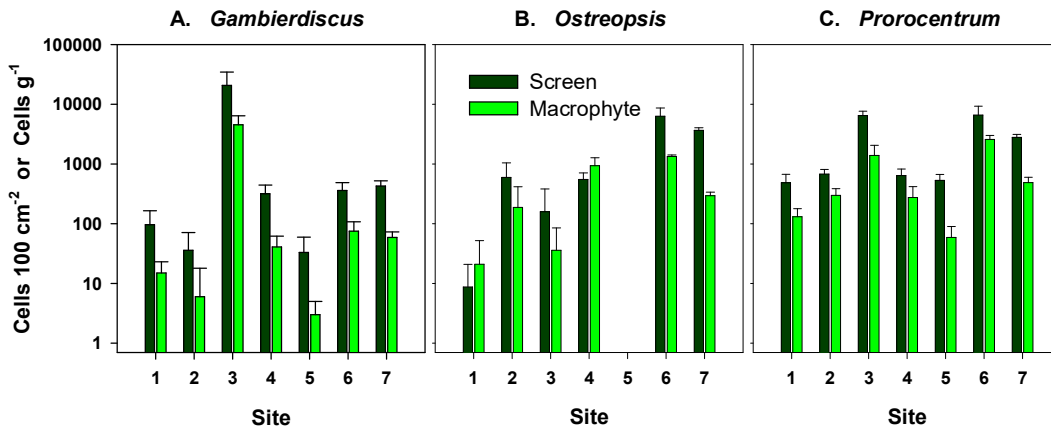 A. Gambierdiscus
B. Ostreopsis
C. Prorocentrum
Cells 100 cm-2 or Cells g-1
100000
10000
1000
100
10
1
Screen
Macrophyte
1 2 3 4 5 6 7
1 2 3 4 5 6 7
1 2 3 4 5 6 7
Site
Site
Site